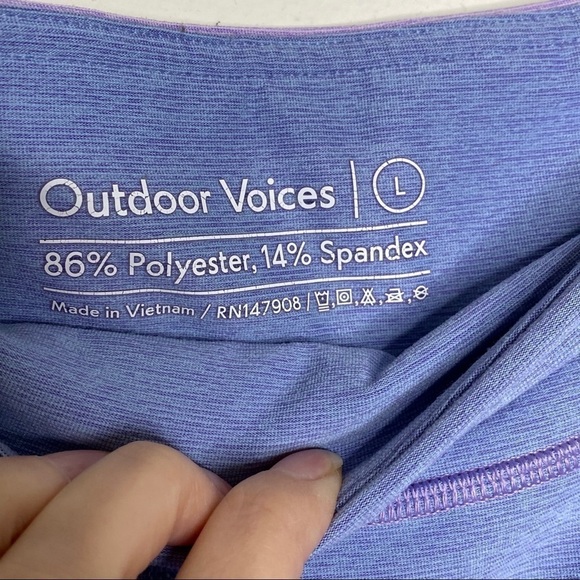 Outdoor Voices | L
86% Polyester, 14% Spandex
Made in Vietnam / RN147908 /